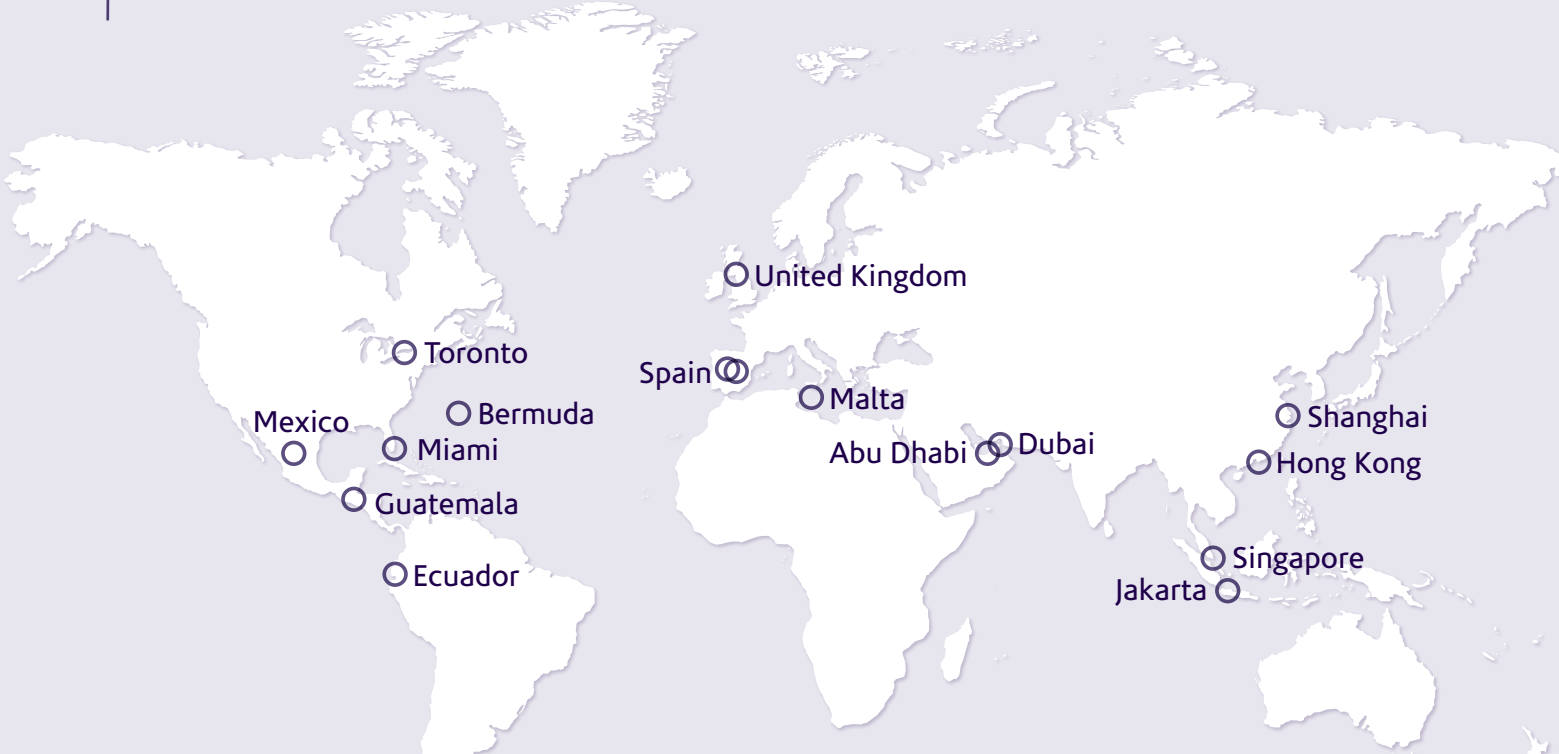 United Kingdom
Toronto
Spain
Malta
Bermuda
Mexico
Miami
Shanghai
Abu Dhabi
Dubai
Hong Kong
Guatemala
Ecuador
Singapore
Jakarta